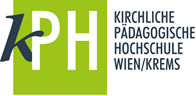 kPH
KIRCHLICHE
PÄDAGOGISCHE
HOCHSCHULE
WIEN/KREMS